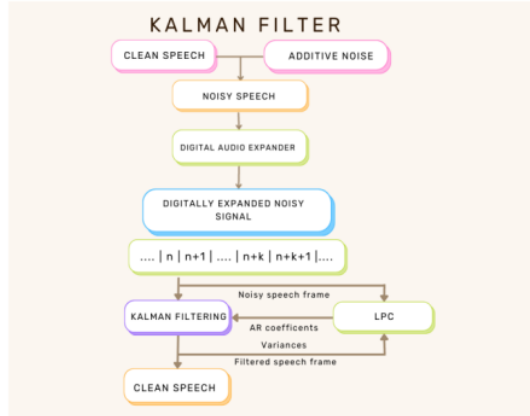 KALMAN FILTER
CLEAN SPEECH
ADDITIVE NOISE
NOISY SPEECH
DIGITAL AUDIO EXPANDER
DIGITALLY EXPANDED NOISY
SIGNAL
.... | n | n+1 | .... | n+k | n+k+1 |....
Noisy speech frame
KALMAN FILTERING
LPC
AR coefficents
Variances
Filtered speech frame
CLEAN SPEECH